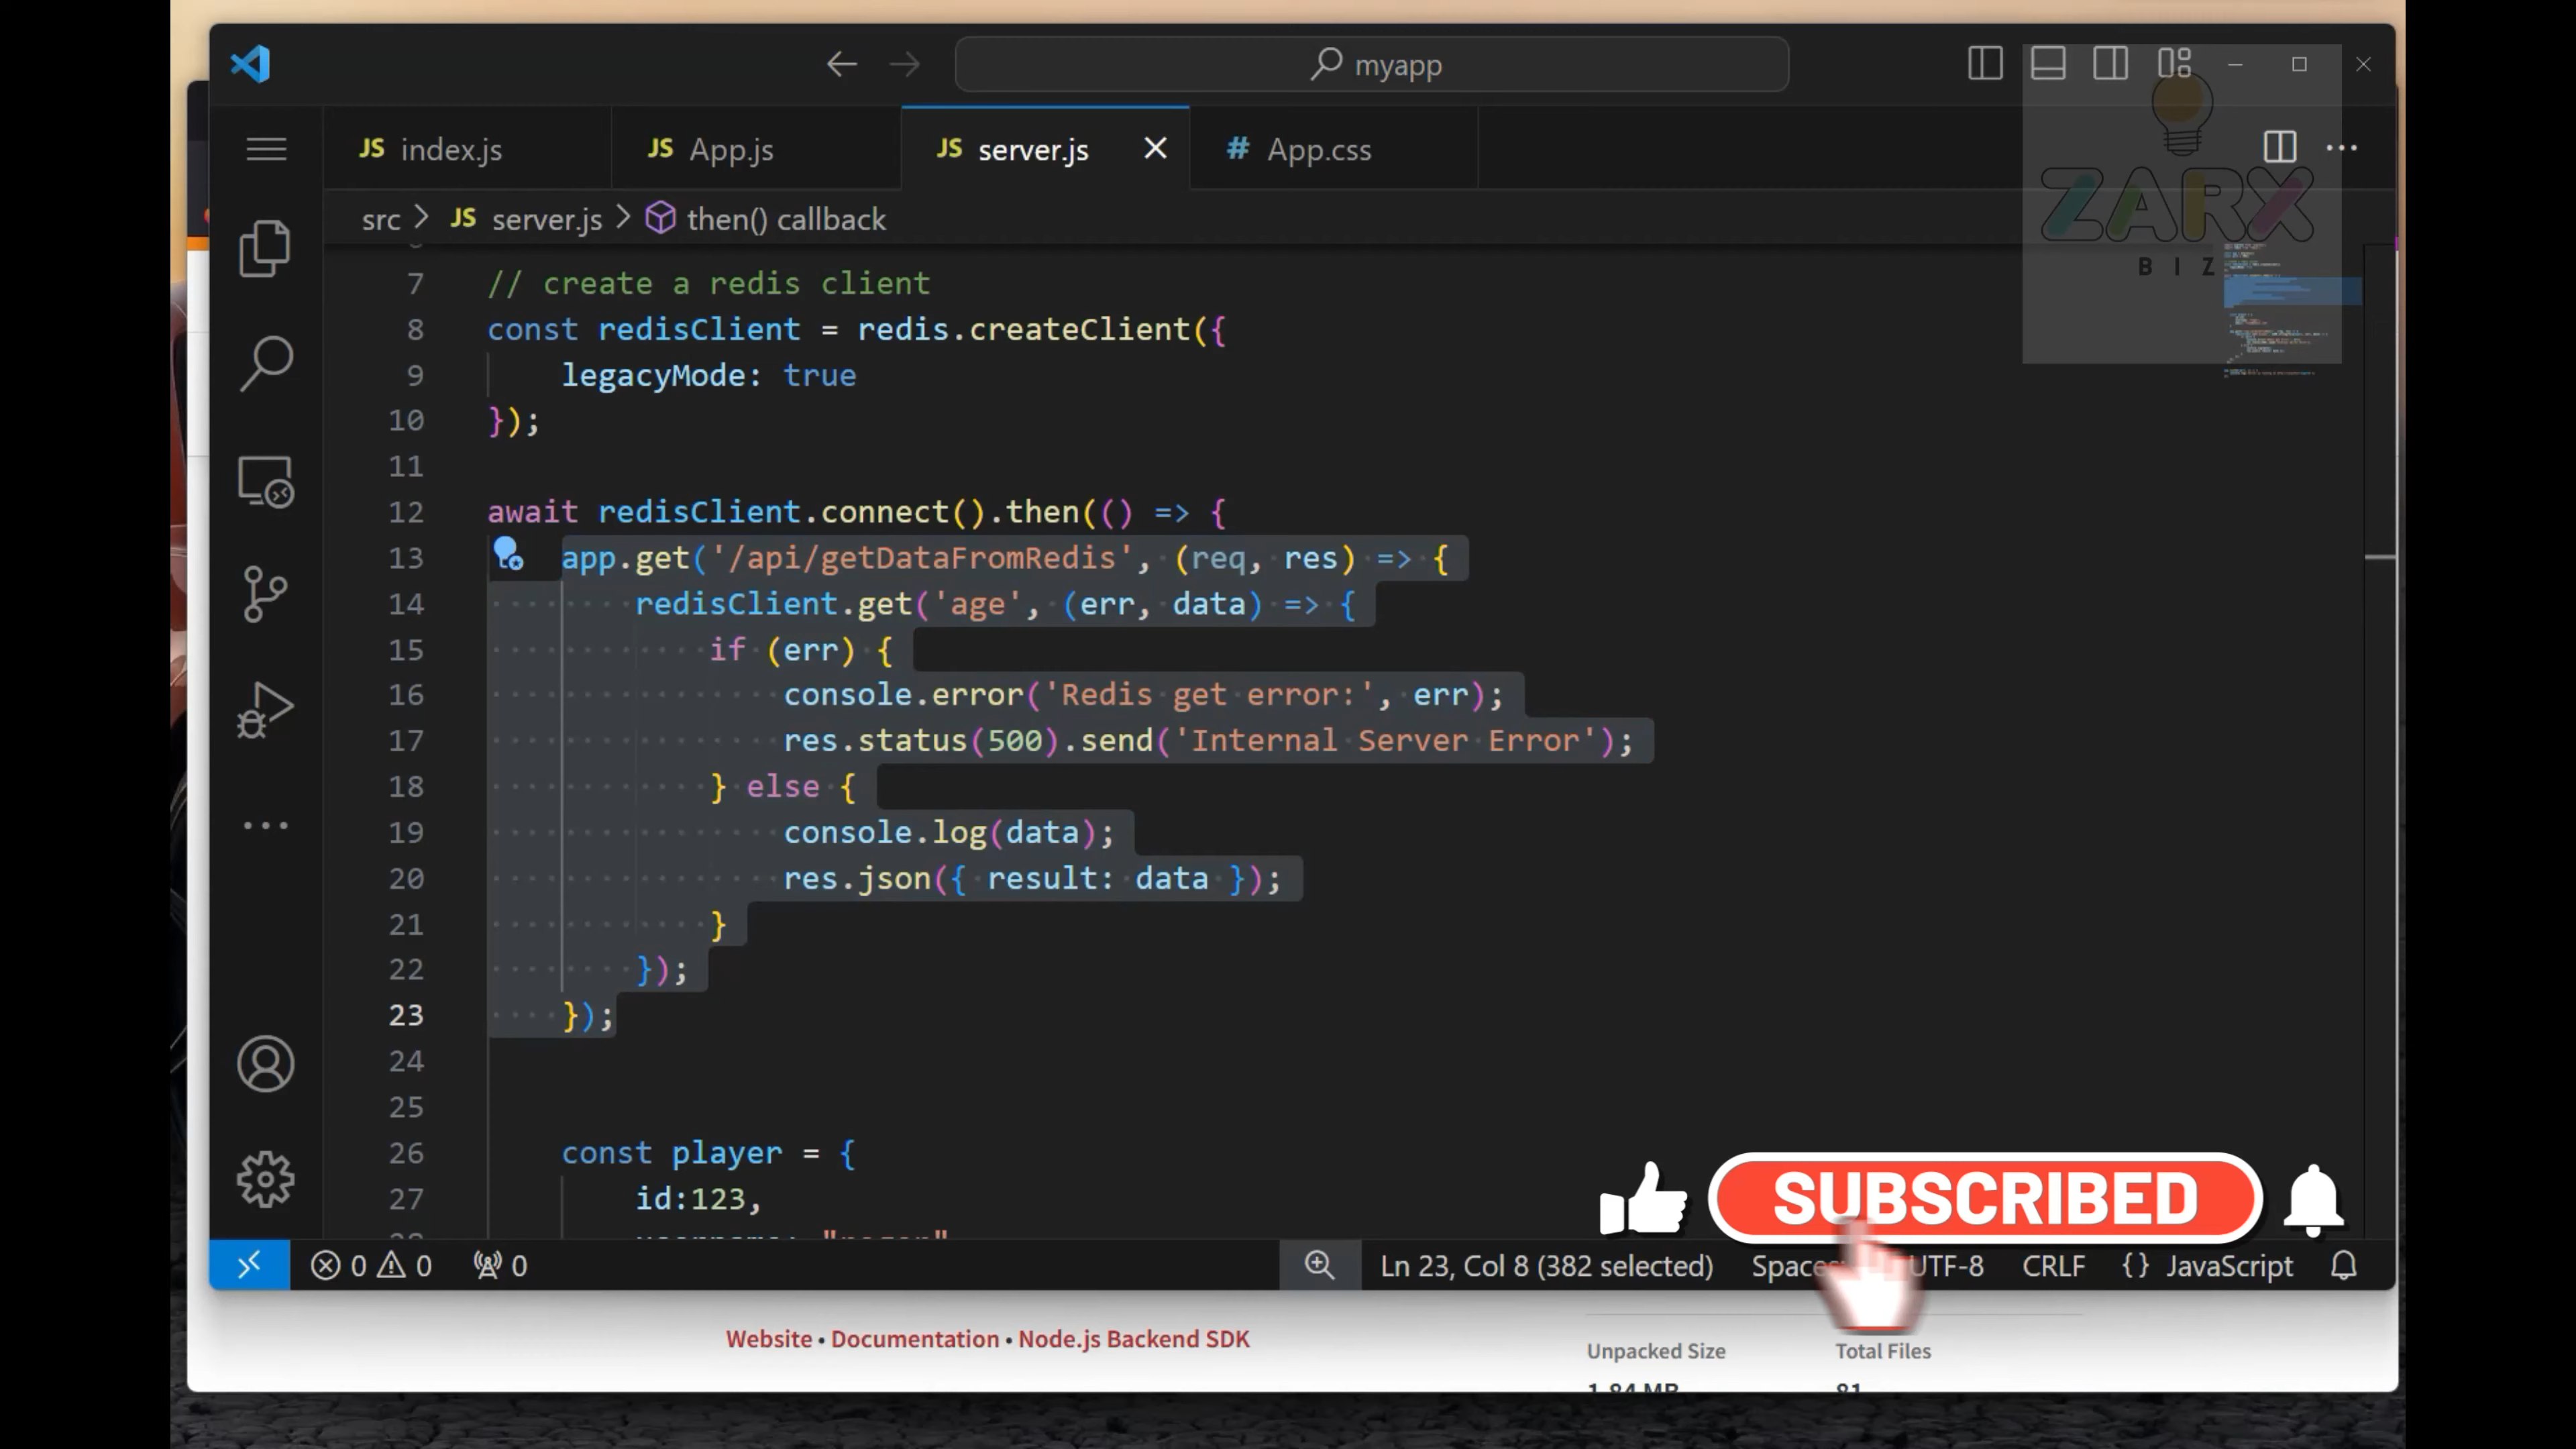 myapp
JS index.js
JS App.js
JS server.js
# App.css
ZARX
BIZ
src > JS server.js > then() callback
7 // create a redis client
8 const redisClient = redis.createClient({
9 legacyMode: true
10 });
11
12 await redisClient.connect().then(() => {
13 app.get('/api/getDataFromRedis', (req, res) => {
14 redisClient.get('age', (err, data) => {
15 if (err) {
16 console.error('Redis get error:', err);
17 res.status(500).send('Internal Server Error');
18 } else {
19 console.log(data);
20 res.json({ result: data });
21 }
22 });
23 });
24
25
26 const player = {
27 id:123,
SUBSCRIBED
0 0 0 Ln 23, Col 8 (382 selected) UTF-8 CRLF {} JavaScript
Website • Documentation • Node.js Backend SDK
Unpacked Size
Total Files